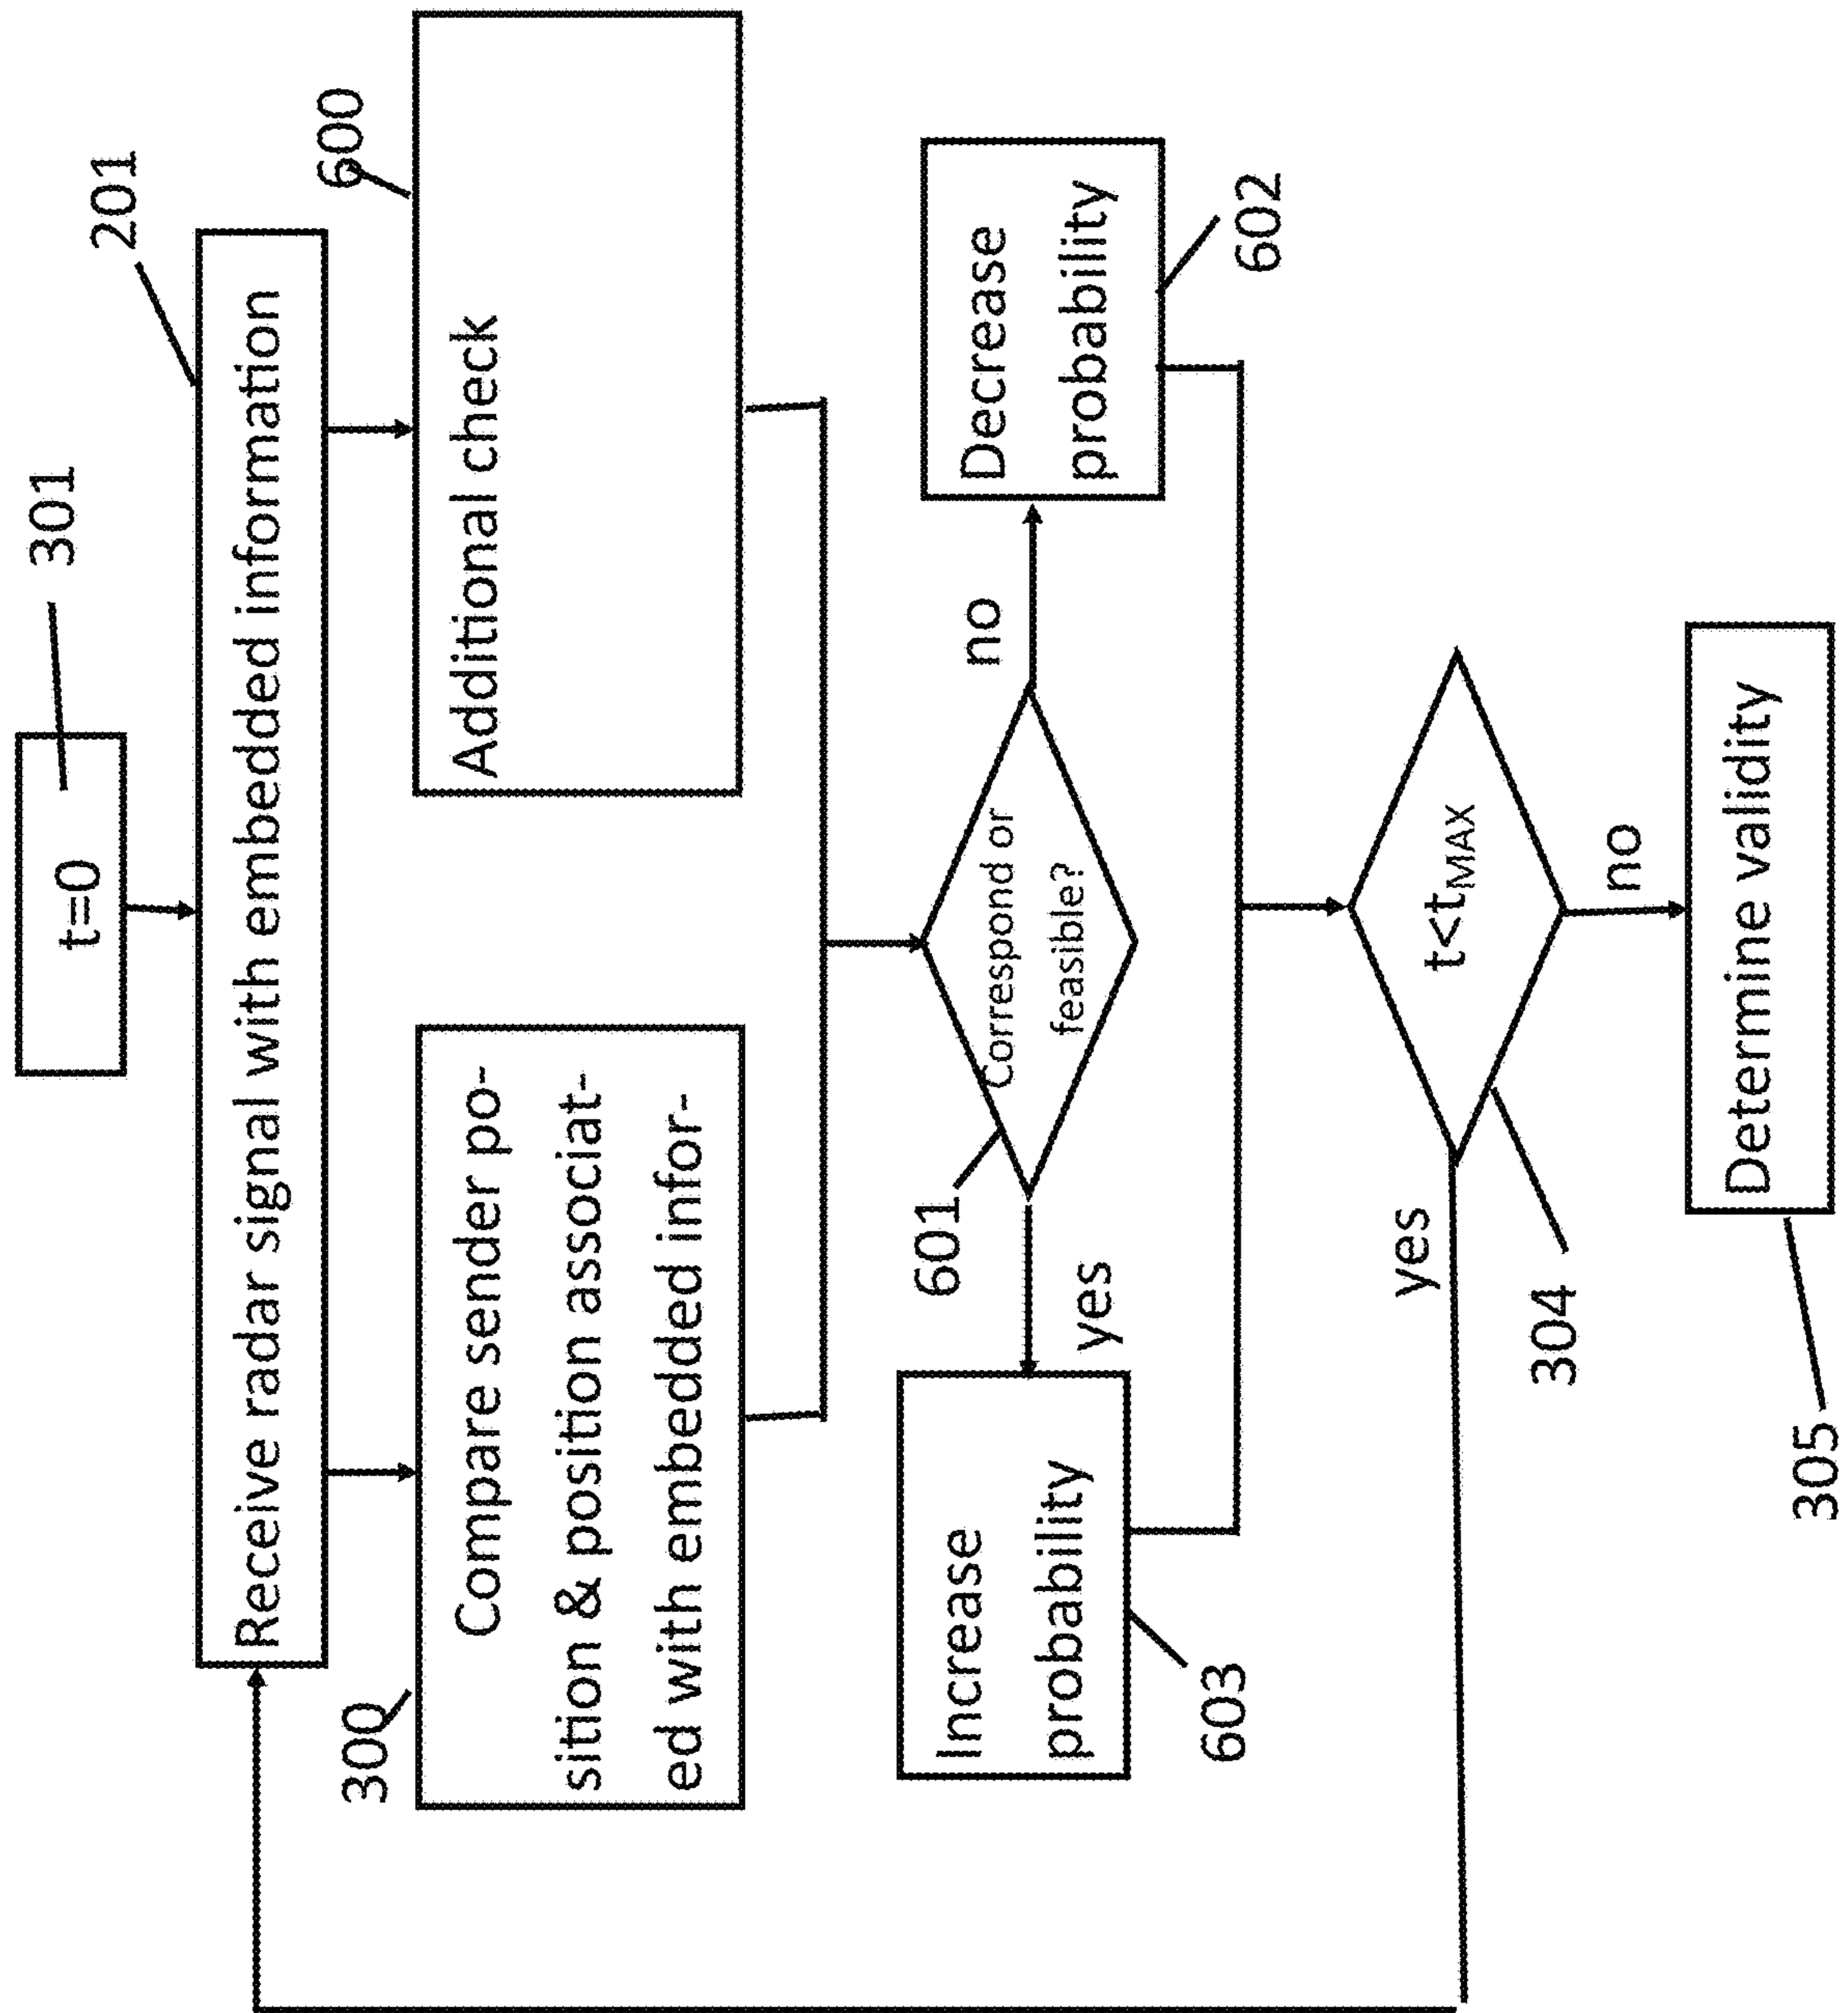 t=0
301
201
Receive radar signal with embedded information
300
Compare sender po-
sition & position associat-
ed with embedded infor-
600
Additional check
601
Correspond or
feasible?
yes
no
Increase
probability
603
Decrease
probability
602
t<tMAX
yes
304
no
Determine validity
305